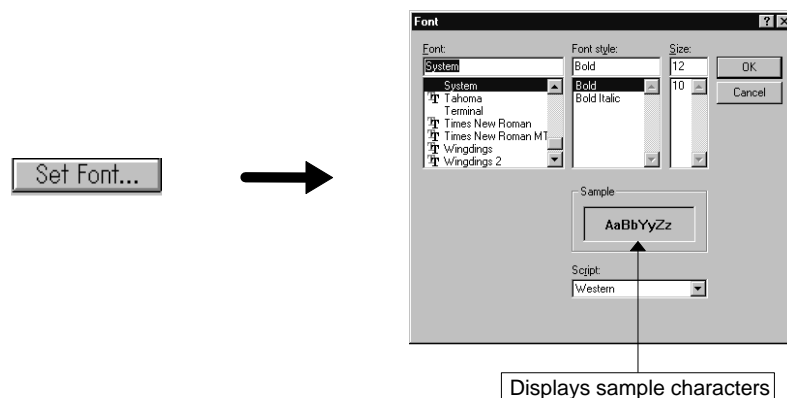 Set Font...
Font
Font:
Font style:
Size:
System
Bold
12
OK
Cancel
System
Tahoma
Terminal
Times New Roman
Times New Roman MT
Wingdings
Wingdings 2
Bold
Bold Italic
10
Sample
AaBbYyZz
Script:
Western
Displays sample characters